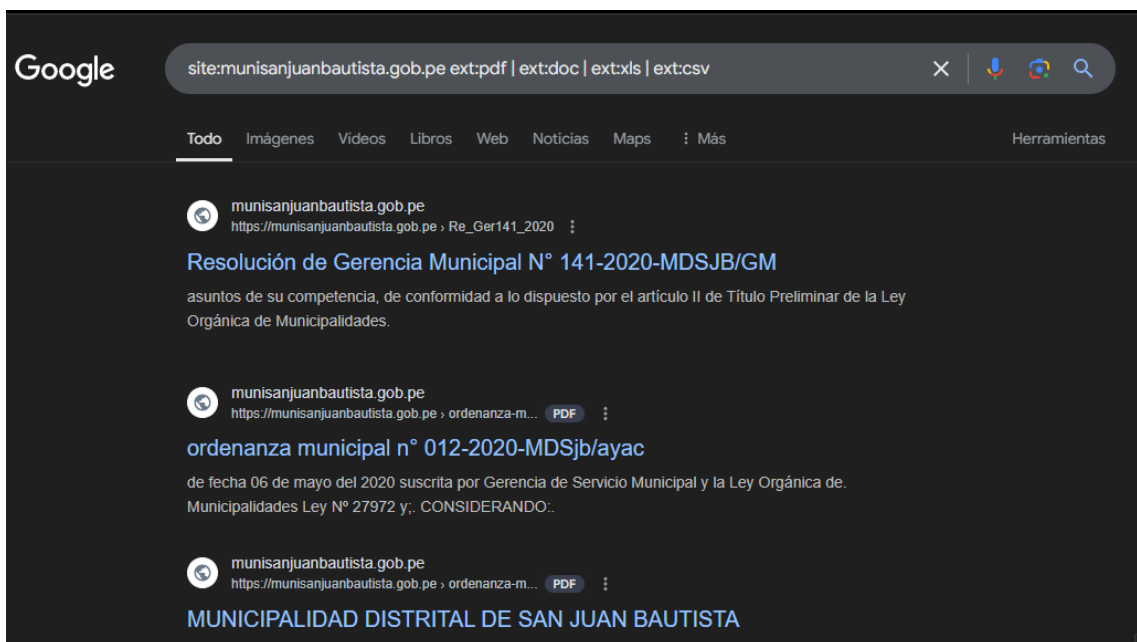 Google
site:munisanjuanbautista.gob.pe ext:pdf | ext:doc | ext:xls | ext:csv
Todo Imágenes Videos Libros Web Noticias Maps Más Herramientas
munisanjuanbautista.gob.pe
https://munisanjuanbautista.gob.pe › Re_Ger141_2020
Resolución de Gerencia Municipal N° 141-2020-MDSJB/GM
asuntos de su competencia, de conformidad a lo dispuesto por el artículo II de Título Preliminar de la Ley
Orgánica de Municipalidades.
munisanjuanbautista.gob.pe
https://munisanjuanbautista.gob.pe › ordenanza-m... PDF
ordenanza municipal n° 012-2020-MDSjb/ayac
de fecha 06 de mayo del 2020 suscrita por Gerencia de Servicio Municipal y la Ley Orgánica de.
Municipalidades Ley Nº 27972 y;. CONSIDERANDO:.
munisanjuanbautista.gob.pe
https://munisanjuanbautista.gob.pe › ordenanza-m... PDF
MUNICIPALIDAD DISTRITAL DE SAN JUAN BAUTISTA